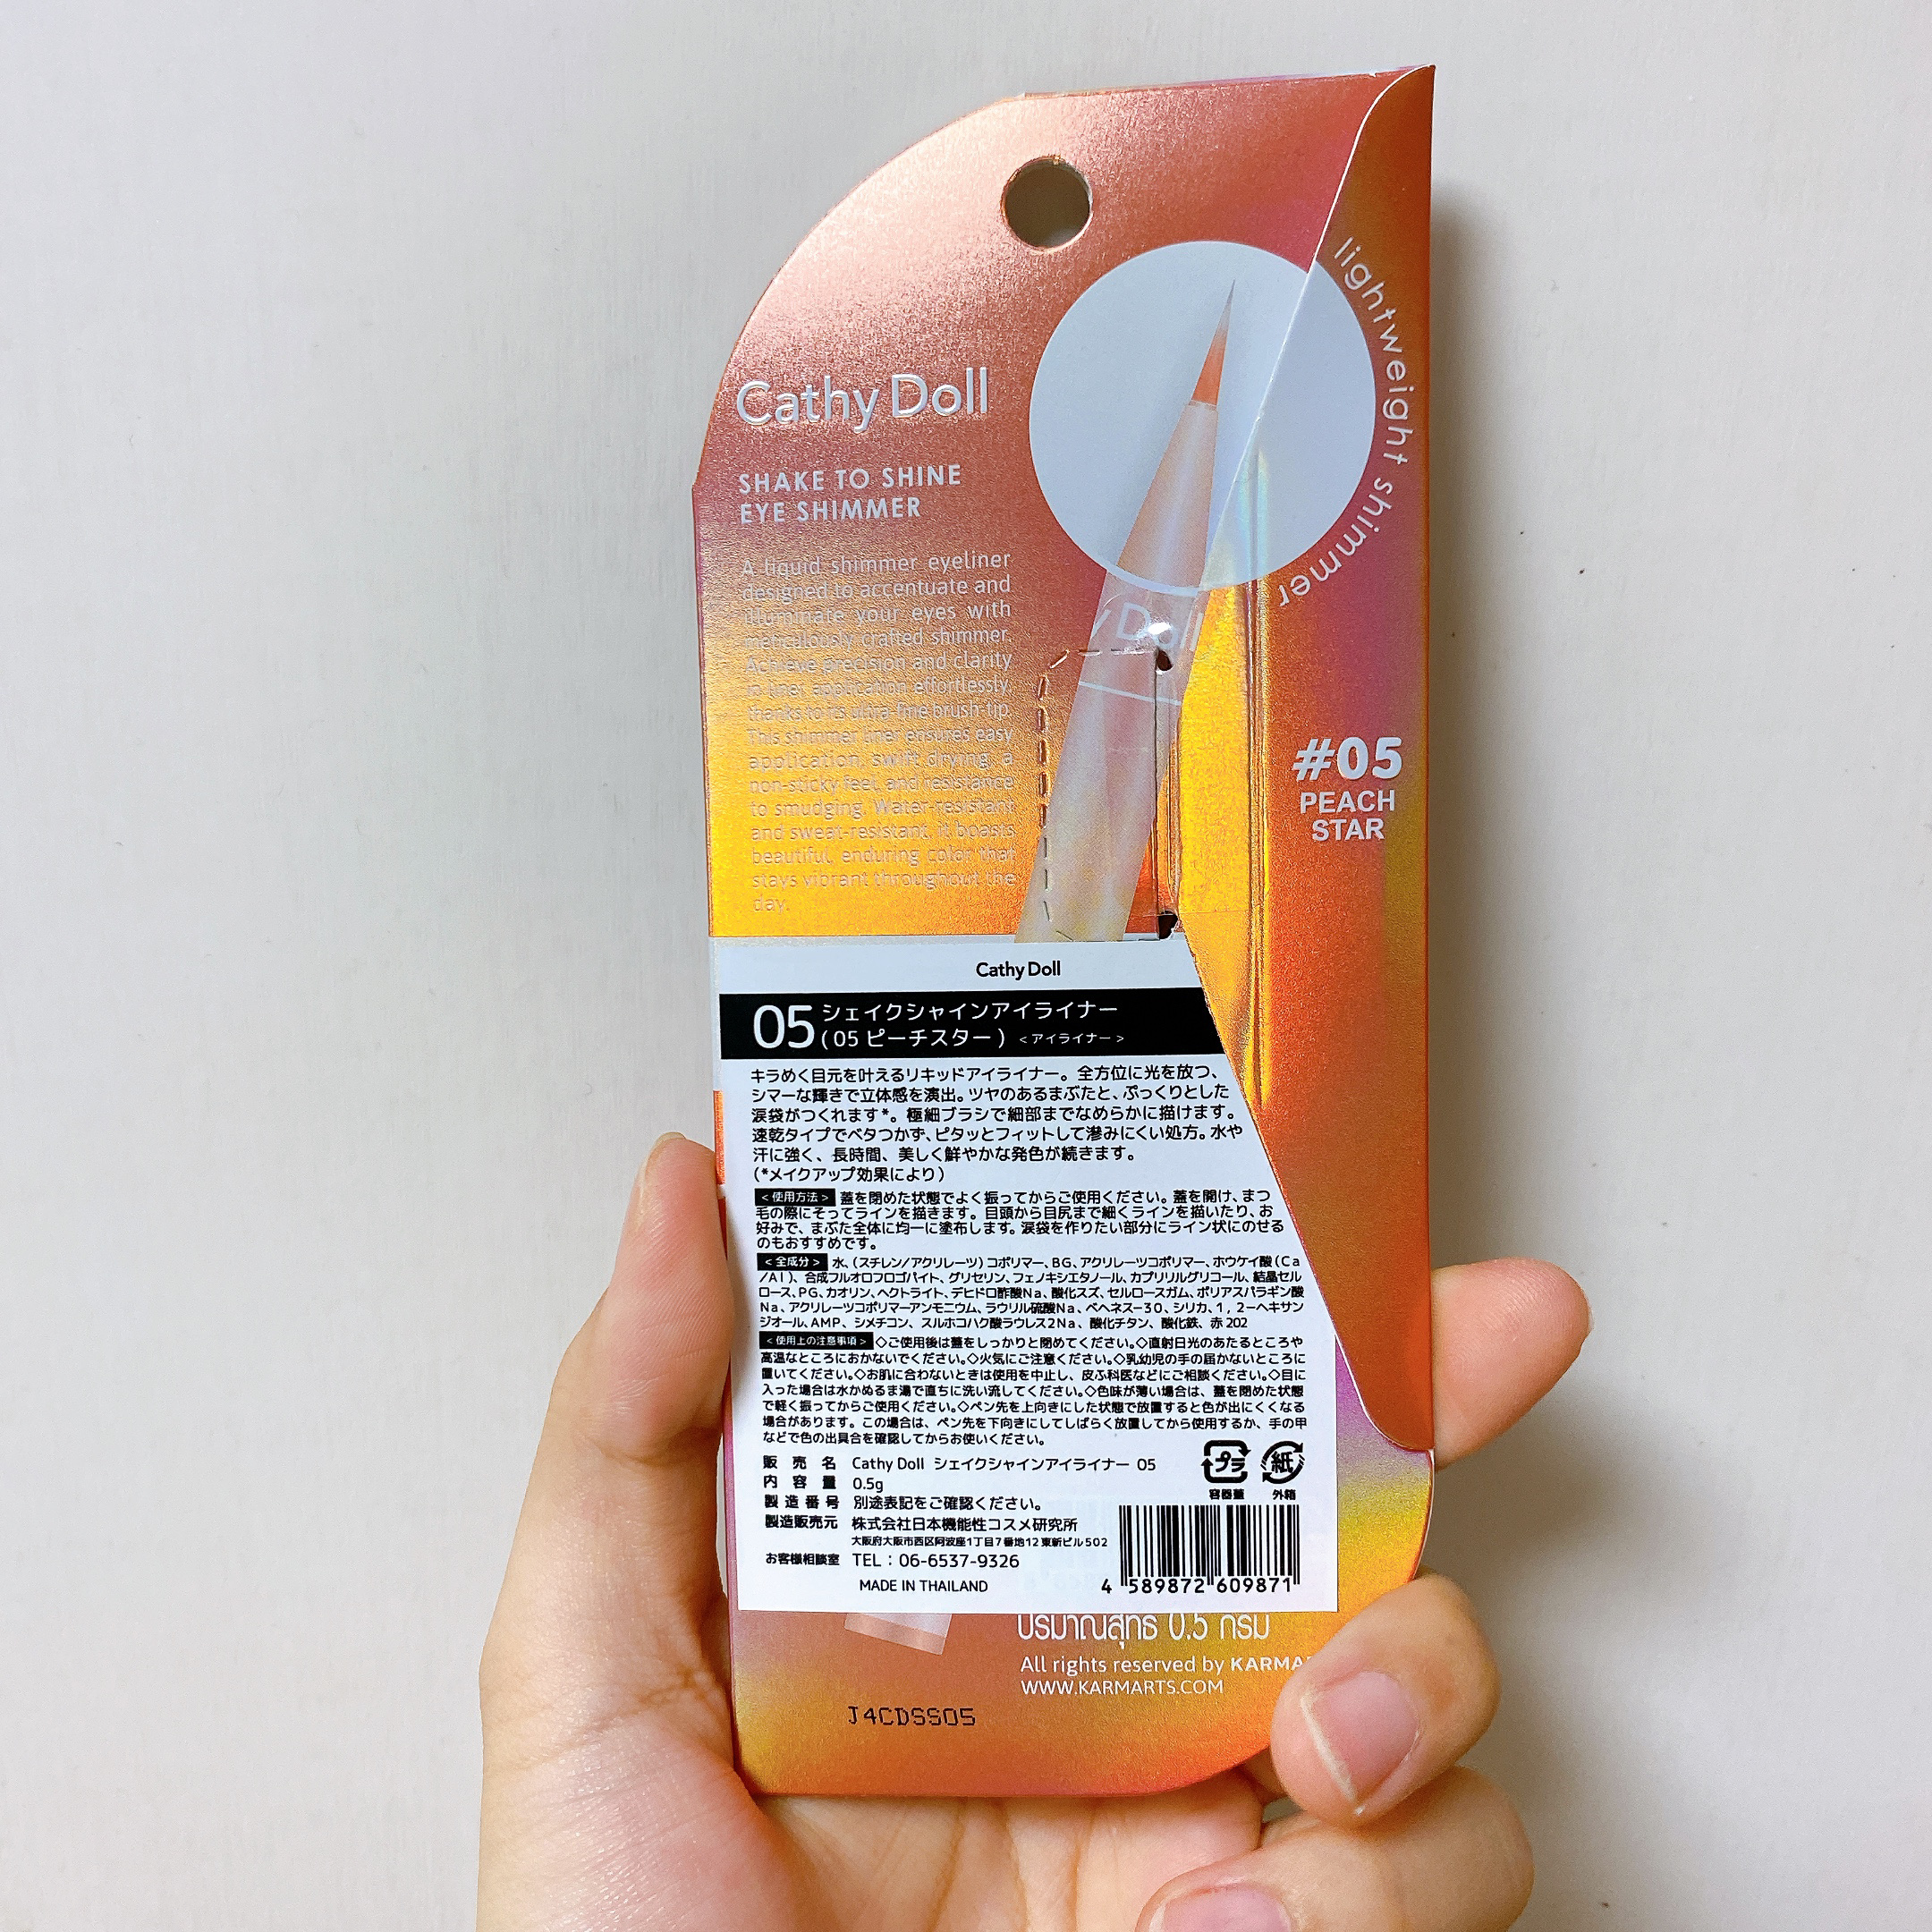 Cathy Doll
SHAKE TO SHINE
EYE SHIMMER
A liquid shimmer eyeliner
designed to accentuate and
illuminate your eyes with
meticulously crafted shimmer.
Achieve precision and clarity
in liner application effortlessly,
thanks to its ultra-fine brush tip.
This shimmer liner ensures easy
application, swift drying, a
non-sticky feel, and resistance
to smudging. Water-resistant
and sweat-resistant, it boasts
beautiful, enduring color that
stays vibrant throughout the
day.
lightweight shimmer
y Doll
#05
PEACH
STAR
Cathy Doll
05 シェイクシャインアイライナー
(05 ピーチスター) <アイライナー>
キラめく目元を叶えるリキッドアイライナー。全方位に光を放つ、
シマーな輝きで立体感を演出。ツヤのあるまぶたと、ぷっくりとした
涙袋がつくれます*。極細ブラシで細部までなめらかに描けます。
速乾タイプでベタつかず、ピタッとフィットして滲みにくい処方。水や
汗に強く、長時間、美しく鮮やかな発色が続きます。
(*メイクアップ効果により)
<使用方法> 蓋を閉めた状態でよく振ってからご使用ください。蓋を開け、まつ
毛の際にそってラインを描きます。目頭から目尻まで細くラインを描いたり、お
好みで、まぶた全体に均一に塗布します。涙袋を作りたい部分にライン状にのせる
のもおすすめです。
<全成分> 水、(スチレン/アクリレーツ)コポリマー、BG、アクリレーツコポリマー、ホウケイ酸(Ca
/Al)、合成フルオロフロゴパイト、グリセリン、フェノキシエタノール、カプリリルグリコール、結晶セル
ロース、PG、カオリン、ヘクトライト、デヒドロ酢酸Na、酸化スズ、セルロースガム、ポリアスパラギン酸
Na、アクリレーツコポリマーアンモニウム、ラウリル硫酸Na、ベヘネス-30、シリカ、1,2-ヘキサン
ジオール、AMP、シメチコン、スルホコハク酸ラウレス2Na、酸化チタン、酸化鉄、赤202
<使用上の注意事項> ◇ご使用後は蓋をしっかりと閉めてください。◇直射日光のあたるところや
高温なところにおかないでください。◇火気にご注意ください。◇乳幼児の手の届かないところに
置いてください。◇お肌に合わないときは使用を中止し、皮ふ科医などにご相談ください。◇目に
入った場合は水かぬるま湯で直ちに洗い流してください。◇色味が薄い場合は、蓋を閉めた状態
で軽く振ってからご使用ください。◇ペン先を上向きにした状態で放置すると色が出にくくなる
場合があります。この場合は、ペン先を下向きにしてしばらく放置してから使用するか、手の甲
などで色の出具合を確認してからお使いください。
販売名 Cathy Doll シェイクシャインアイライナー 05
内容量 0.5g
製造番号 別途表記をご確認ください。
製造販売元 株式会社日本機能性コスメ研究所
大阪府大阪市西区阿波座1丁目7番地12東新ビル502
お客様相談室 TEL:06-6537-9326
MADE IN THAILAND
プラ 容器蓋
紙 外箱
4 589872 609871
ปริมาณสุทธิ 0.5 กรัม
All rights reserved by KARMA
WWW.KARMARTS.COM
J4CDSS05